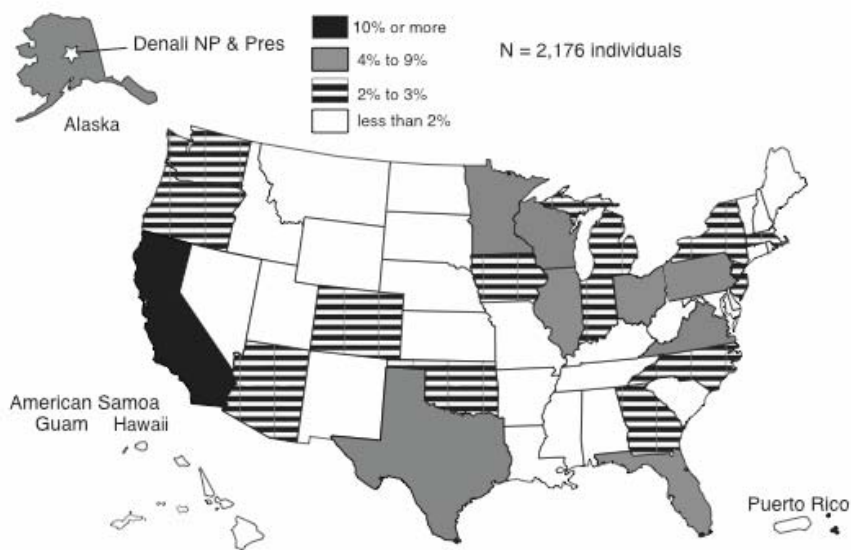 10% or more
Denali NP & Pres
4% to 9%
N = 2,176 individuals
2% to 3%
less than 2%
Alaska
American Samoa
Guam Hawaii
Puerto Rico